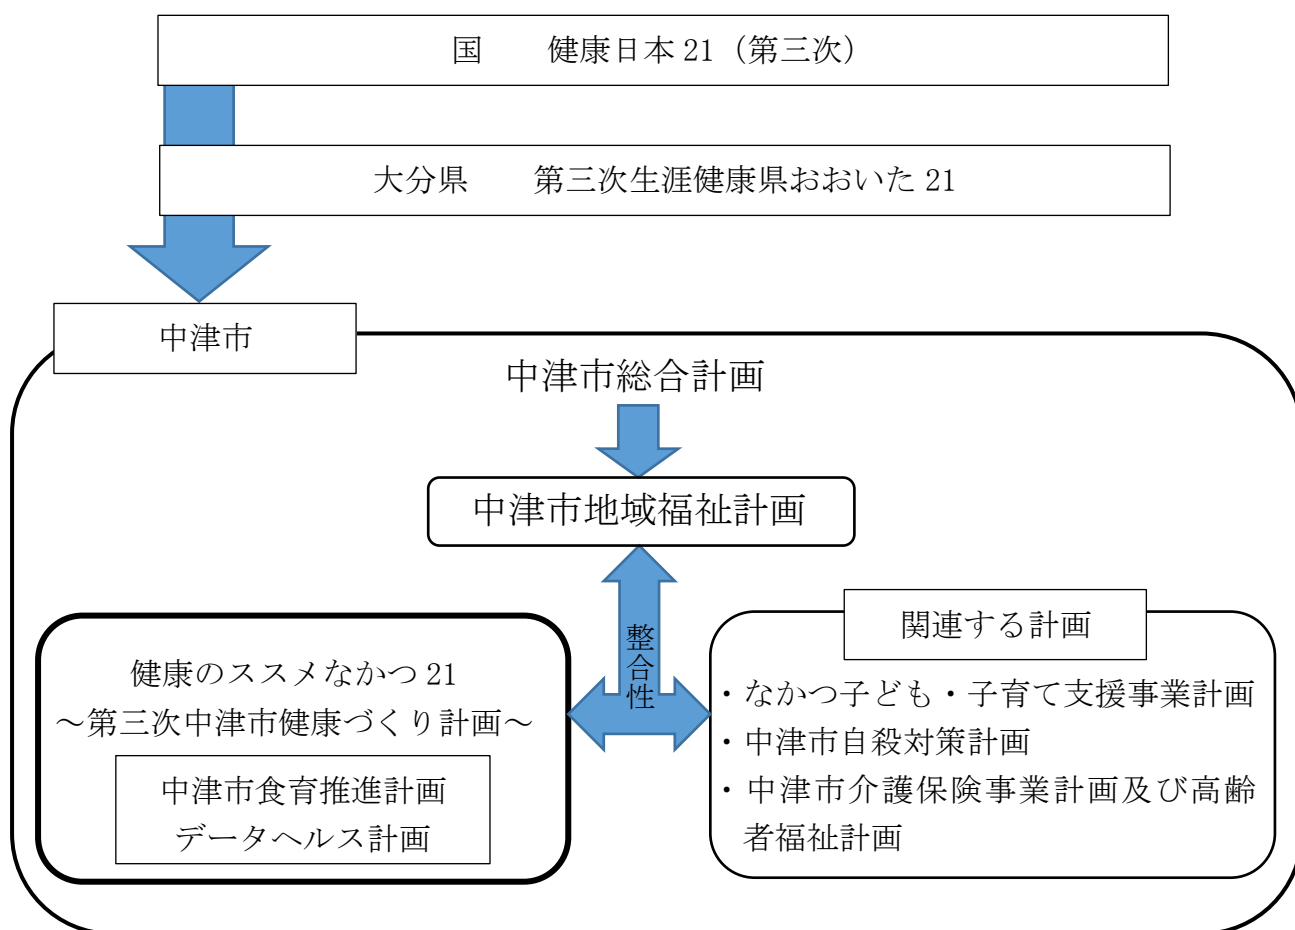 国　　健康日本 21（第三次）
大分県　　第三次生涯健康県おおいた 21
中津市
中津市総合計画
中津市地域福祉計画
整合性
健康のススメなかつ 21
～第三次中津市健康づくり計画～
中津市食育推進計画
データヘルス計画
関連する計画
・なかつ子ども・子育て支援事業計画
・中津市自殺対策計画
・中津市介護保険事業計画及び高齢
者福祉計画